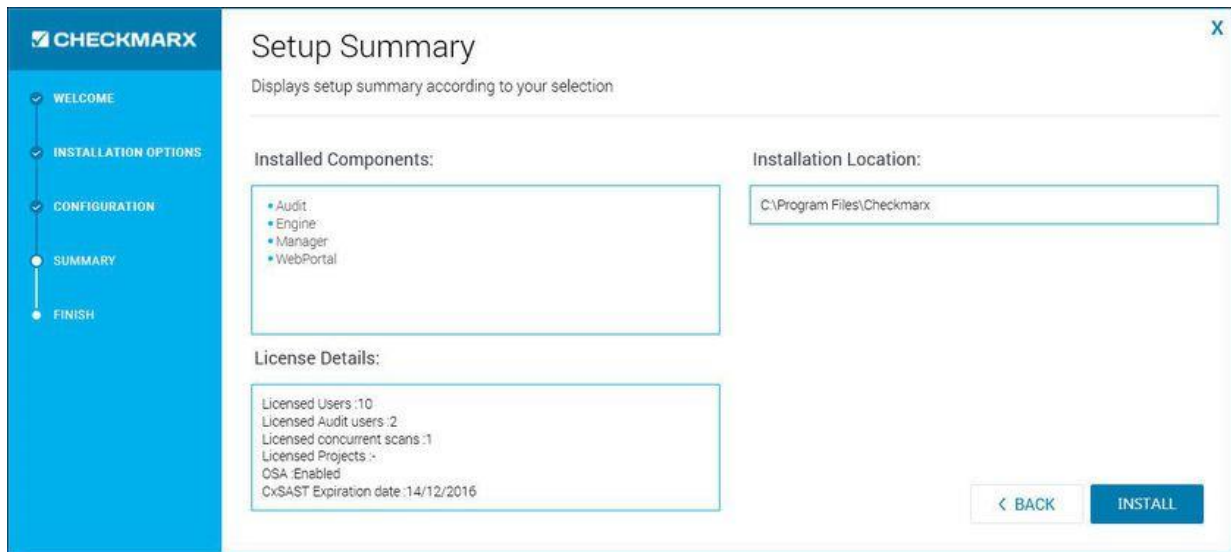 CHECKMARX
WELCOME
INSTALLATION OPTIONS
CONFIGURATION
SUMMARY
FINISH
X
Setup Summary
Displays setup summary according to your selection
Installed Components:
• Audit
• Engine
• Manager
• WebPortal
Installation Location:
C:\Program Files\Checkmarx
License Details:
Licensed Users :10
Licensed Audit users :2
Licensed concurrent scans :1
Licensed Projects :-
OSA :Enabled
CxSAST Expiration date :14/12/2016
< BACK
INSTALL